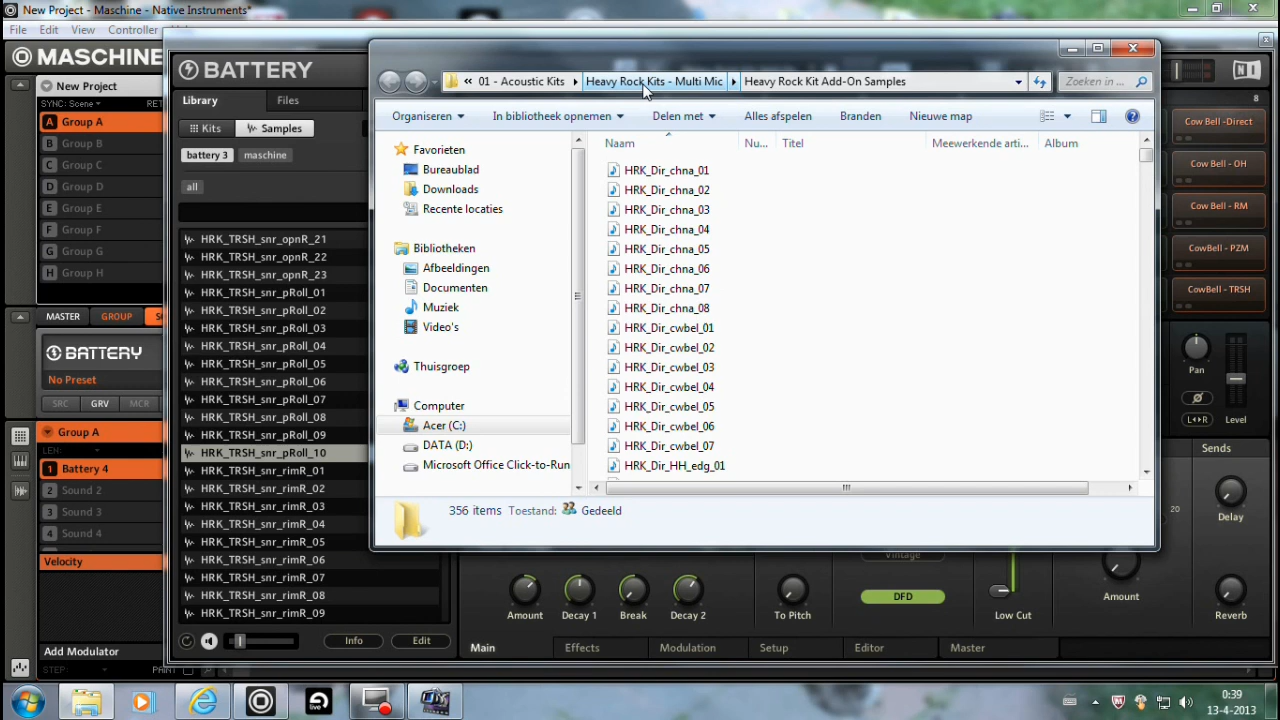 New Project - Maschine - Native Instruments*
File Edit View Controller
MASCHINE
New Project
SYNC: Scene RET
A Group A
B Group B
C Group C
D Group D
E Group E
F Group F
G Group G
H Group H
MASTER GROUP
BATTERY
No Preset
SRC GRV MCR
Group A
LEN:
1 Battery 4
2 Sound 2
3 Sound 3
4 Sound 4
Velocity
Add Modulator
STEP: PAINT
BATTERY
Library Files
Kits Samples
battery 3 maschine
all
HRK_TRSH_snr_opnR_21
HRK_TRSH_snr_opnR_22
HRK_TRSH_snr_opnR_23
HRK_TRSH_snr_pRoll_01
HRK_TRSH_snr_pRoll_02
HRK_TRSH_snr_pRoll_03
HRK_TRSH_snr_pRoll_04
HRK_TRSH_snr_pRoll_05
HRK_TRSH_snr_pRoll_06
HRK_TRSH_snr_pRoll_07
HRK_TRSH_snr_pRoll_08
HRK_TRSH_snr_pRoll_09
HRK_TRSH_snr_pRoll_10
HRK_TRSH_snr_rimR_01
HRK_TRSH_snr_rimR_02
HRK_TRSH_snr_rimR_03
HRK_TRSH_snr_rimR_04
HRK_TRSH_snr_rimR_05
HRK_TRSH_snr_rimR_06
HRK_TRSH_snr_rimR_07
HRK_TRSH_snr_rimR_08
HRK_TRSH_snr_rimR_09
Info Edit
« 01 - Acoustic Kits Heavy Rock Kits - Multi Mic Heavy Rock Kit Add-On Samples
Zoeken in ...
Organiseren In bibliotheek opnemen Delen met Alles afspelen Branden Nieuwe map
Favorieten
Bureaublad
Downloads
Recente locaties
Bibliotheken
Afbeeldingen
Documenten
Muziek
Video's
Thuisgroep
Computer
Acer (C:)
DATA (D:)
Microsoft Office Click-to-Run
Naam Nu... Titel Meewerkende arti... Album
HRK_Dir_chna_01
HRK_Dir_chna_02
HRK_Dir_chna_03
HRK_Dir_chna_04
HRK_Dir_chna_05
HRK_Dir_chna_06
HRK_Dir_chna_07
HRK_Dir_chna_08
HRK_Dir_cwbel_01
HRK_Dir_cwbel_02
HRK_Dir_cwbel_03
HRK_Dir_cwbel_04
HRK_Dir_cwbel_05
HRK_Dir_cwbel_06
HRK_Dir_cwbel_07
HRK_Dir_HH_edg_01
356 items Toestand: Gedeeld
8
Cow Bell -Direct
Cow Bell - OH
Cow Bell - RM
CowBell - PZM
CowBell - TRSH
Pan
Level
Sends
20
Delay
Reverb
Vintage
DFD
Amount Decay 1 Break Decay 2 To Pitch Low Cut Amount
Main Effects Modulation Setup Editor Master
live
0:39
13-4-2013